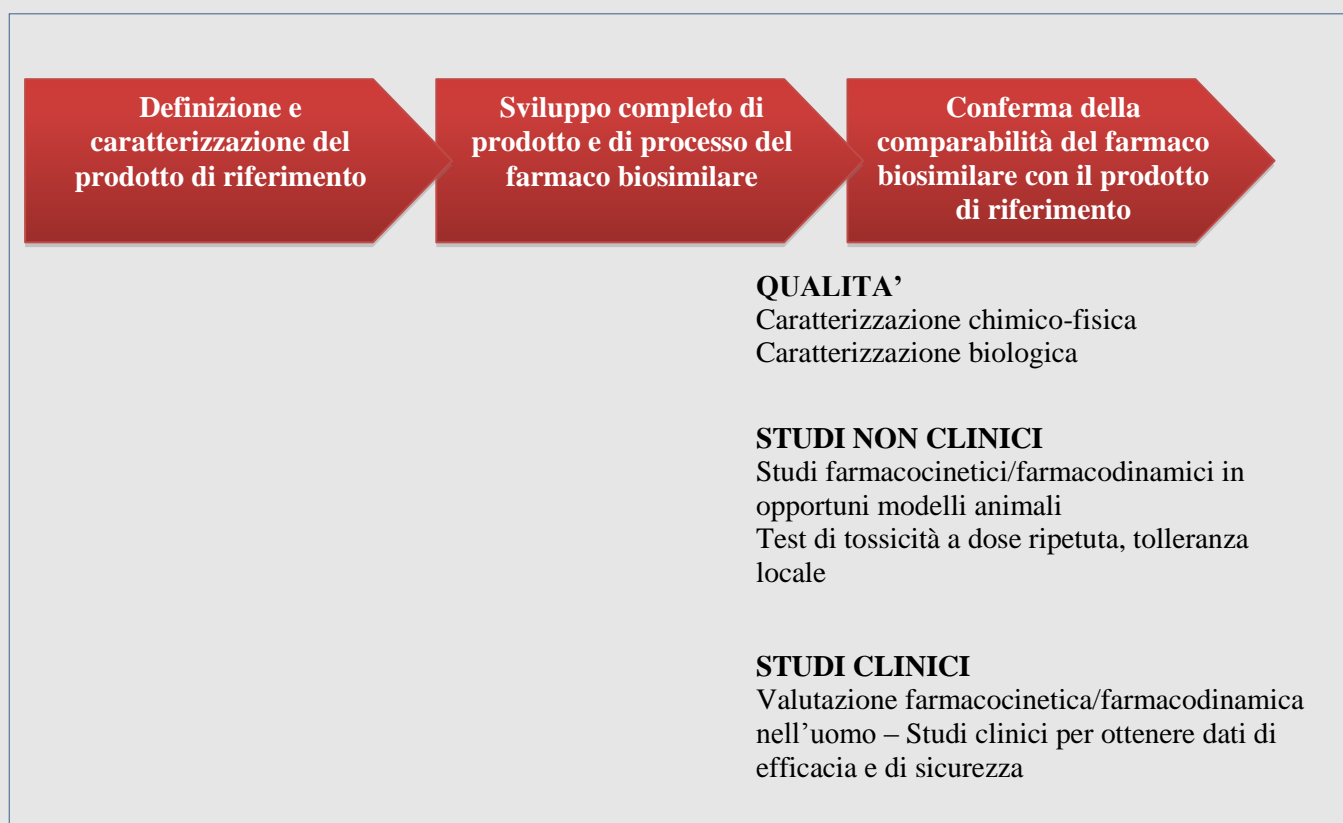 Definizione e
caratterizzazione del
prodotto di riferimento
Sviluppo completo di
prodotto e di processo del
farmaco biosimilare
Conferma della
comparabilità del farmaco
biosimilare con il prodotto
di riferimento
QUALITA’
Caratterizzazione chimico-fisica
Caratterizzazione biologica
STUDI NON CLINICI
Studi farmacocinetici/farmacodinamici in
opportuni modelli animali
Test di tossicità a dose ripetuta, tolleranza
locale
STUDI CLINICI
Valutazione farmacocinetica/farmacodinamica
nell’uomo – Studi clinici per ottenere dati di
efficacia e di sicurezza